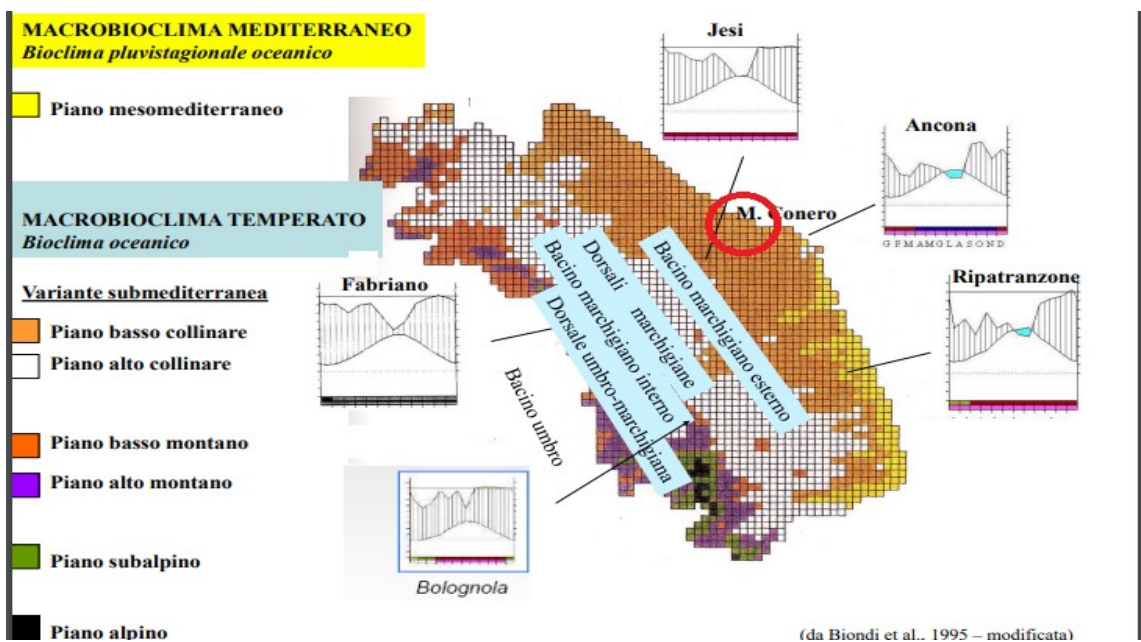 MACROBIOCLIMA MEDITERRANEO
Bioclima pluvistagionale oceanico
Piano mesomediterraneo
MACROBIOCLIMA TEMPERATO
Bioclima oceanico
Variante submediterranea
Piano basso collinare
Piano alto collinare
Piano basso montano
Piano alto montano
Piano subalpino
Piano alpino
Jesi
Ancona
G F M A M G L A S O N D
M. Conero
Ripatranzone
Fabriano
Bacino marchigiano esterno
Dorsali marchigiane
Bacino marchigiano interno
Dorsale umbro-marchigiana
Bacino umbro
Bolognola
(da Biondi et al., 1995 – modificata)